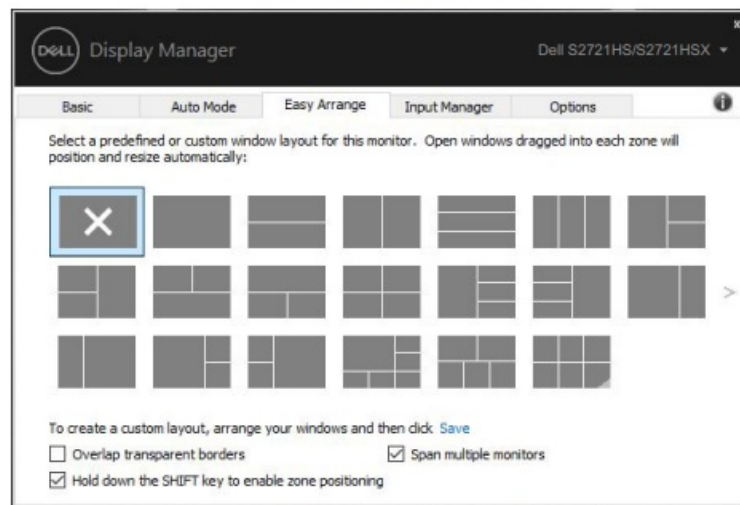 DELL
Display Manager
Dell S2721HS/S2721HSX
x
Basic
Auto Mode
Easy Arrange
Input Manager
Options
i
Select a predefined or custom window layout for this monitor. Open windows dragged into each zone will
position and resize automatically:
>
To create a custom layout, arrange your windows and then click Save
Overlap transparent borders
Span multiple monitors
Hold down the SHIFT key to enable zone positioning